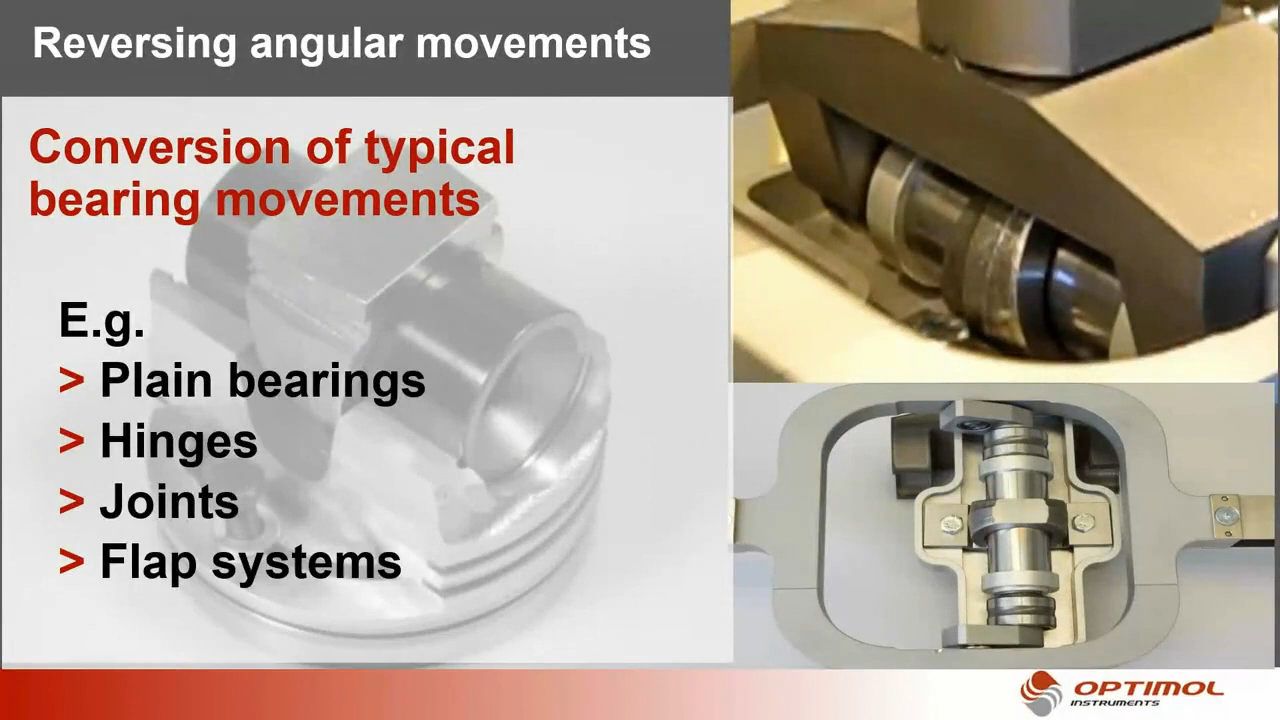 Reversing angular movements
Conversion of typical
bearing movements
E.g.
> Plain bearings
> Hinges
> Joints
> Flap systems
OPTIMOL
INSTRUMENTS